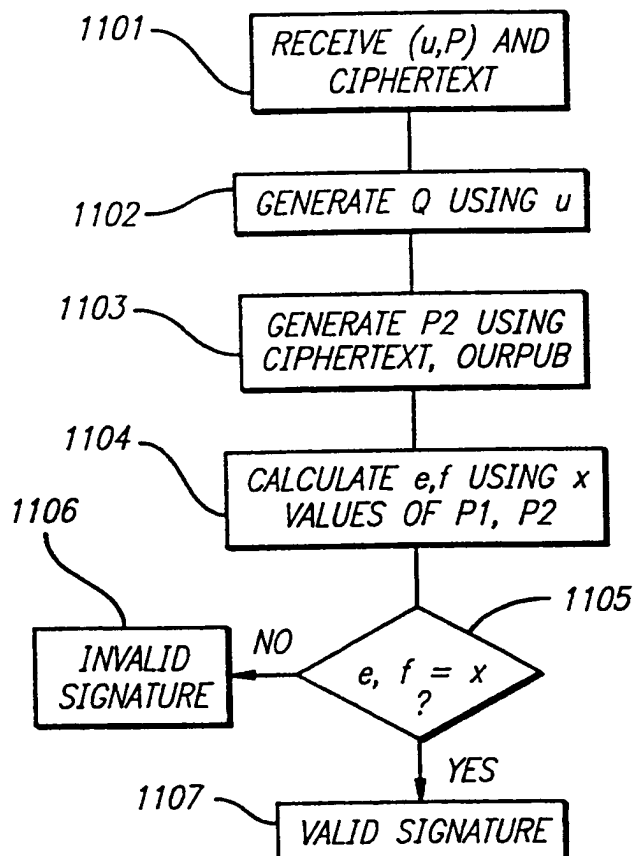 1101
RECEIVE (u,P) AND
CIPHERTEXT
1102
GENERATE Q USING u
1103
GENERATE P2 USING
CIPHERTEXT, OURPUB
1104
CALCULATE e,f USING x
VALUES OF P1, P2
1106
1105
INVALID
SIGNATURE
NO
e, f = x
?
YES
1107
VALID SIGNATURE